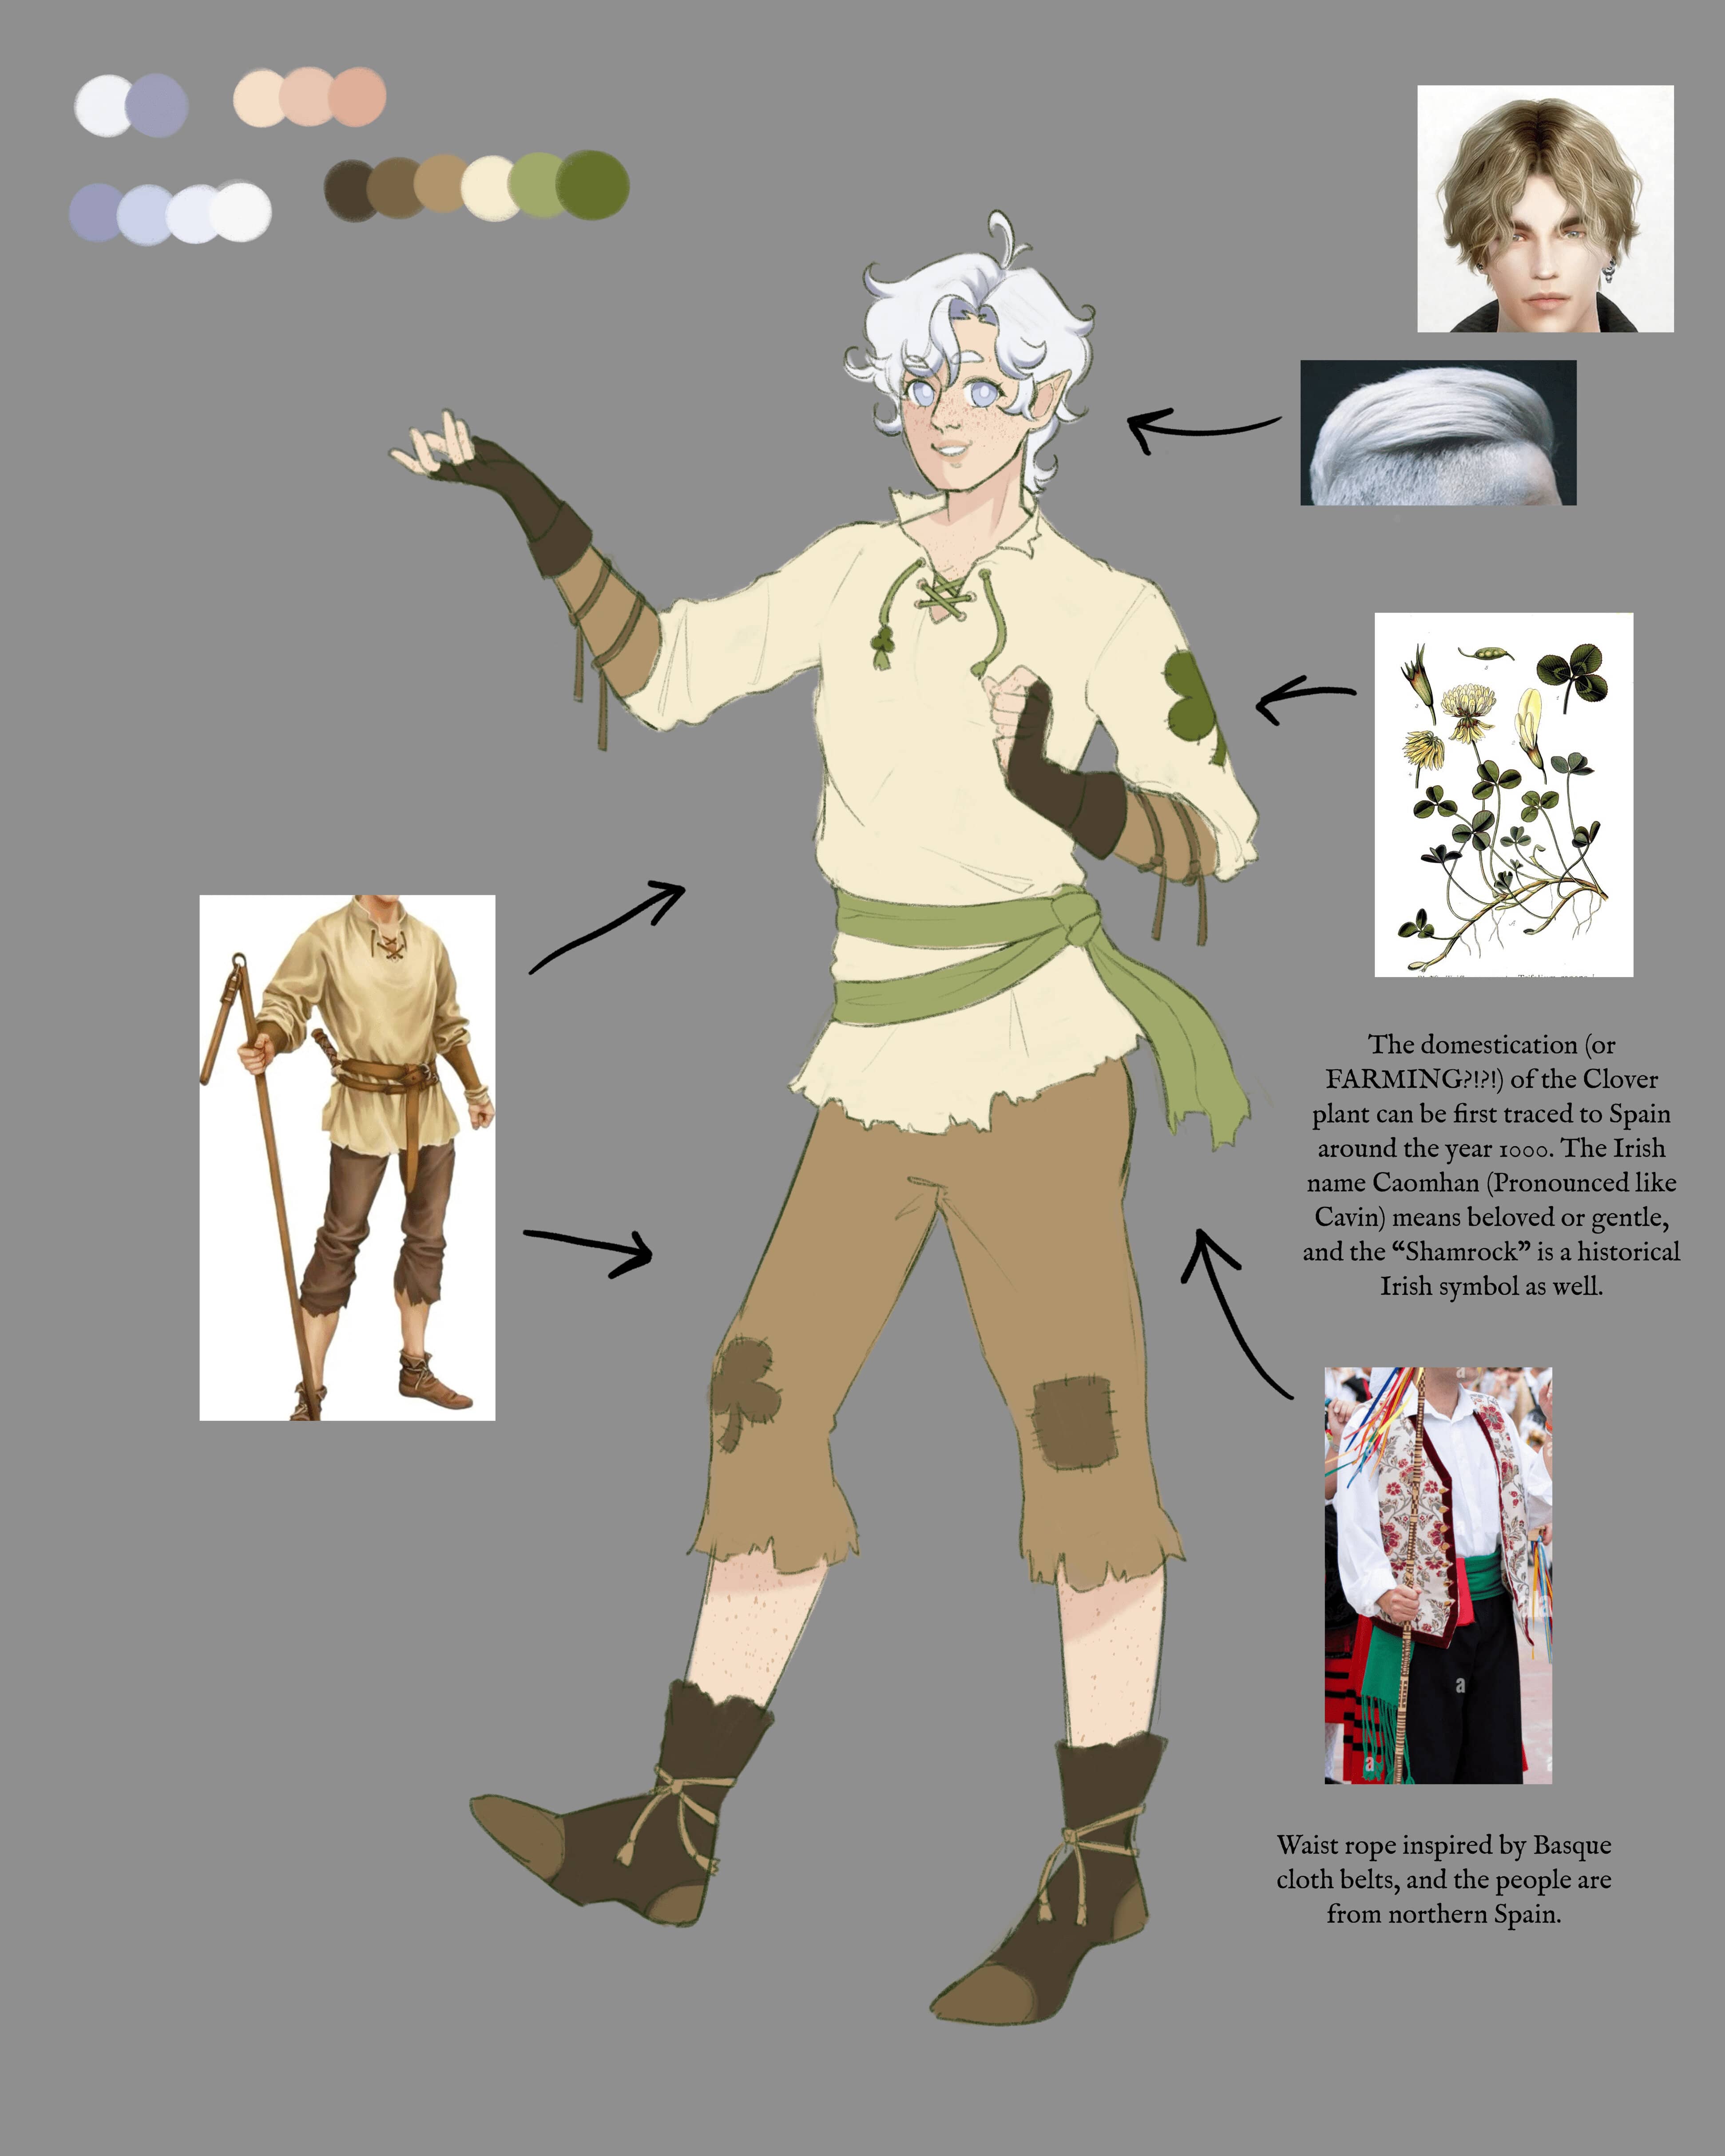 The domestication (or
FARMING?!?!) of the Clover
plant can be first traced to Spain
around the year 1000. The Irish
name Caomhan (Pronounced like
Cavin) means beloved or gentle,
and the “Shamrock” is a historical
Irish symbol as well.
a
a
a
Waist rope inspired by Basque
cloth belts, and the people are
from northern Spain.